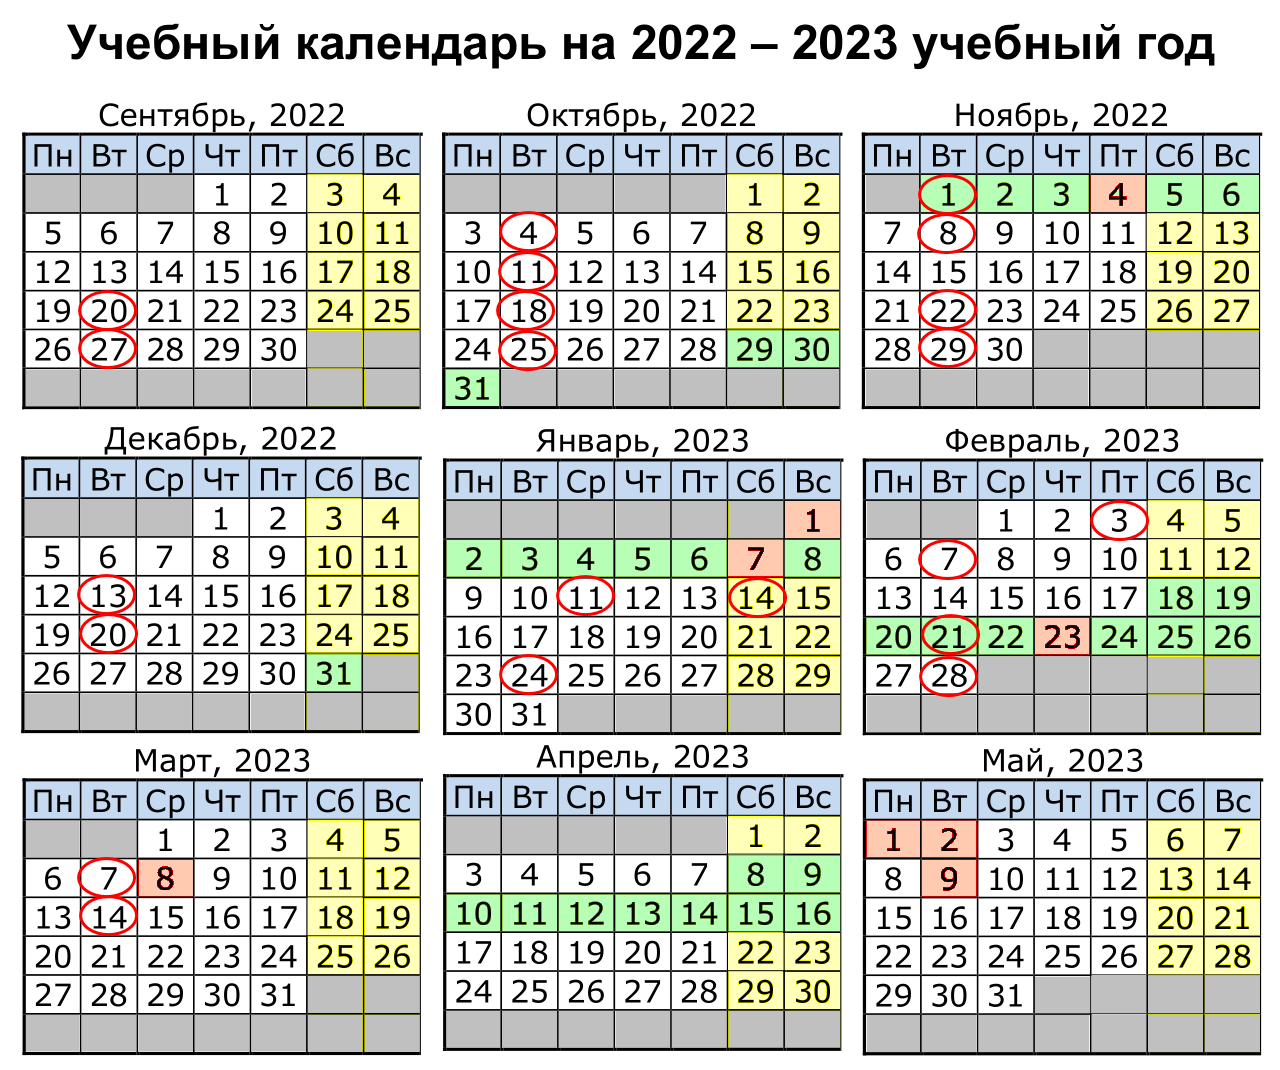 Учебный календарь на 2022 – 2023 учебный год
Сентябрь, 2022
Пн Вт Ср Чт Пт Сб Вс
1 2 3 4
5 6 7 8 9 10 11
12 13 14 15 16 17 18
19 20 21 22 23 24 25
26 27 28 29 30
Октябрь, 2022
Пн Вт Ср Чт Пт Сб Вс
1 2
3 4 5 6 7 8 9
10 11 12 13 14 15 16
17 18 19 20 21 22 23
24 25 26 27 28 29 30
31
Ноябрь, 2022
Пн Вт Ср Чт Пт Сб Вс
1 2 3 4 5 6
7 8 9 10 11 12 13
14 15 16 17 18 19 20
21 22 23 24 25 26 27
28 29 30
Декабрь, 2022
Пн Вт Ср Чт Пт Сб Вс
1 2 3 4
5 6 7 8 9 10 11
12 13 14 15 16 17 18
19 20 21 22 23 24 25
26 27 28 29 30 31
Январь, 2023
Пн Вт Ср Чт Пт Сб Вс
1
2 3 4 5 6 7 8
9 10 11 12 13 14 15
16 17 18 19 20 21 22
23 24 25 26 27 28 29
30 31
Февраль, 2023
Пн Вт Ср Чт Пт Сб Вс
1 2 3 4 5
6 7 8 9 10 11 12
13 14 15 16 17 18 19
20 21 22 23 24 25 26
27 28
Март, 2023
Пн Вт Ср Чт Пт Сб Вс
1 2 3 4 5
6 7 8 9 10 11 12
13 14 15 16 17 18 19
20 21 22 23 24 25 26
27 28 29 30 31
Апрель, 2023
Пн Вт Ср Чт Пт Сб Вс
1 2
3 4 5 6 7 8 9
10 11 12 13 14 15 16
17 18 19 20 21 22 23
24 25 26 27 28 29 30
Май, 2023
Пн Вт Ср Чт Пт Сб Вс
1 2 3 4 5 6 7
8 9 10 11 12 13 14
15 16 17 18 19 20 21
22 23 24 25 26 27 28
29 30 31